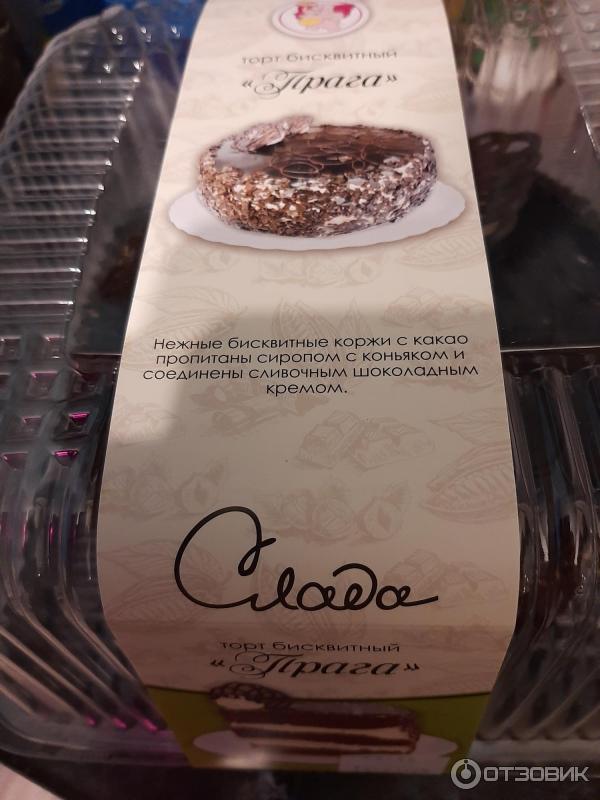 торт бисквитный
«Прага»
Нежные бисквитные коржи с какао
пропитаны сиропом с коньяком и
соединены сливочным шоколадным
кремом.
Слада
торт бисквитный
«Прага»
ОТЗОВИК